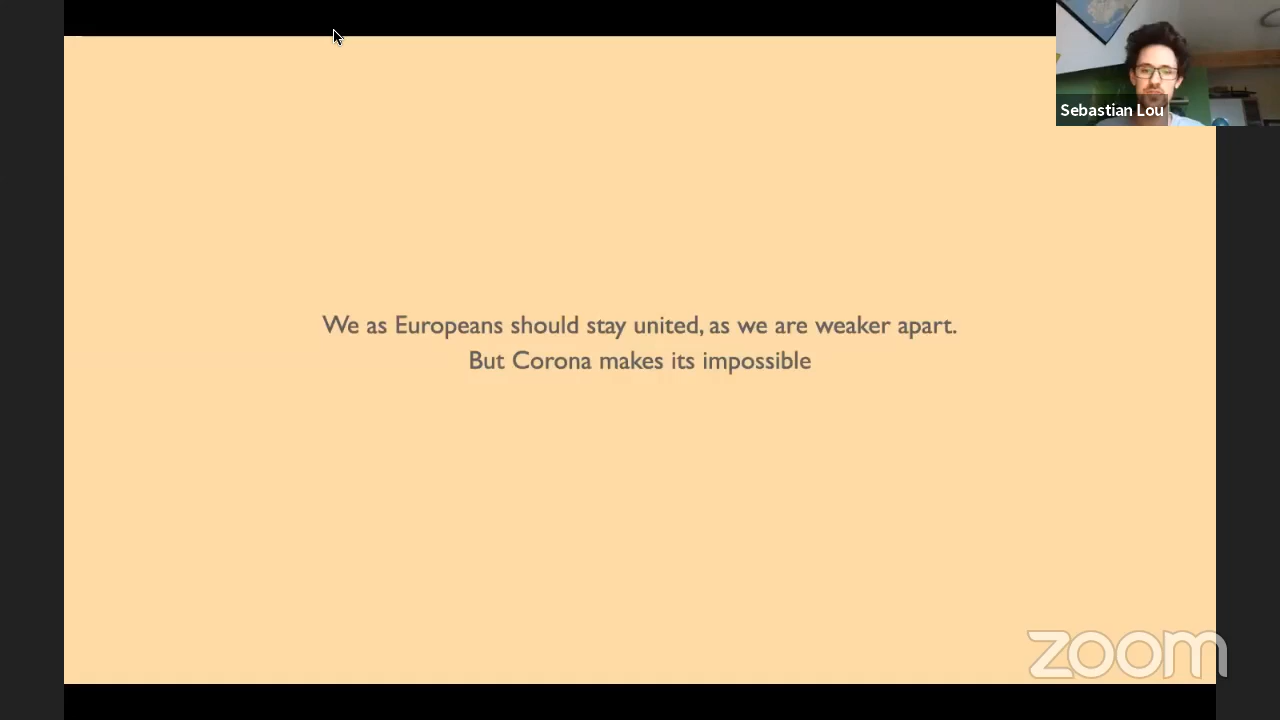 Sebastian Lou
We as Europeans should stay united, as we are weaker apart.
But Corona makes its impossible
zoom